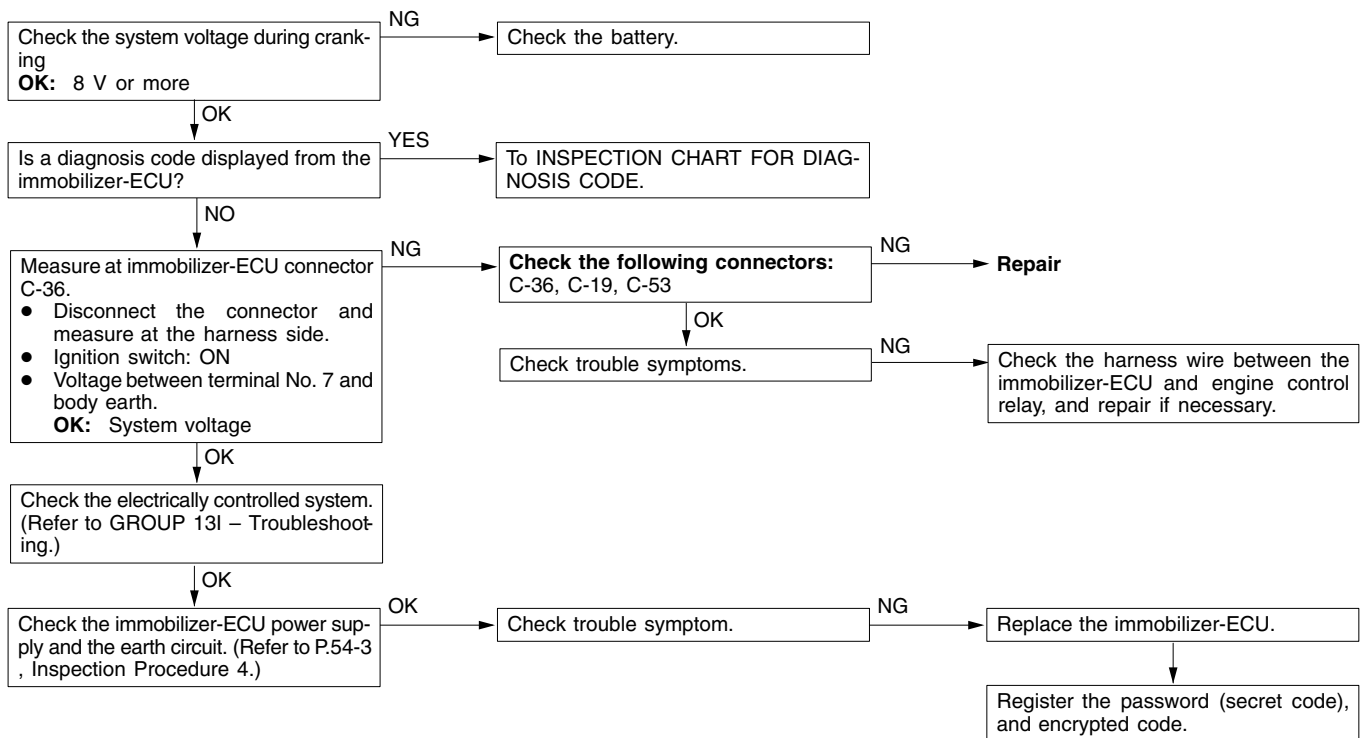 Check the system voltage during crank-
ing
OK: 8 V or more
NG
Check the battery.
OK
Is a diagnosis code displayed from the
immobilizer-ECU?
YES
To INSPECTION CHART FOR DIAG-
NOSIS CODE.
NO
Measure at immobilizer-ECU connector
C-36.
● Disconnect the connector and
measure at the harness side.
● Ignition switch: ON
● Voltage between terminal No. 7 and
body earth.
OK: System voltage
NG
Check the following connectors:
C-36, C-19, C-53
NG
Repair
OK
Check trouble symptoms.
NG
Check the harness wire between the
immobilizer-ECU and engine control
relay, and repair if necessary.
OK
Check the electrically controlled system.
(Refer to GROUP 13I – Troubleshoot-
ing.)
OK
Check the immobilizer-ECU power sup-
ply and the earth circuit. (Refer to P.54-3
, Inspection Procedure 4.)
OK
Check trouble symptom.
NG
Replace the immobilizer-ECU.
Register the password (secret code),
and encrypted code.